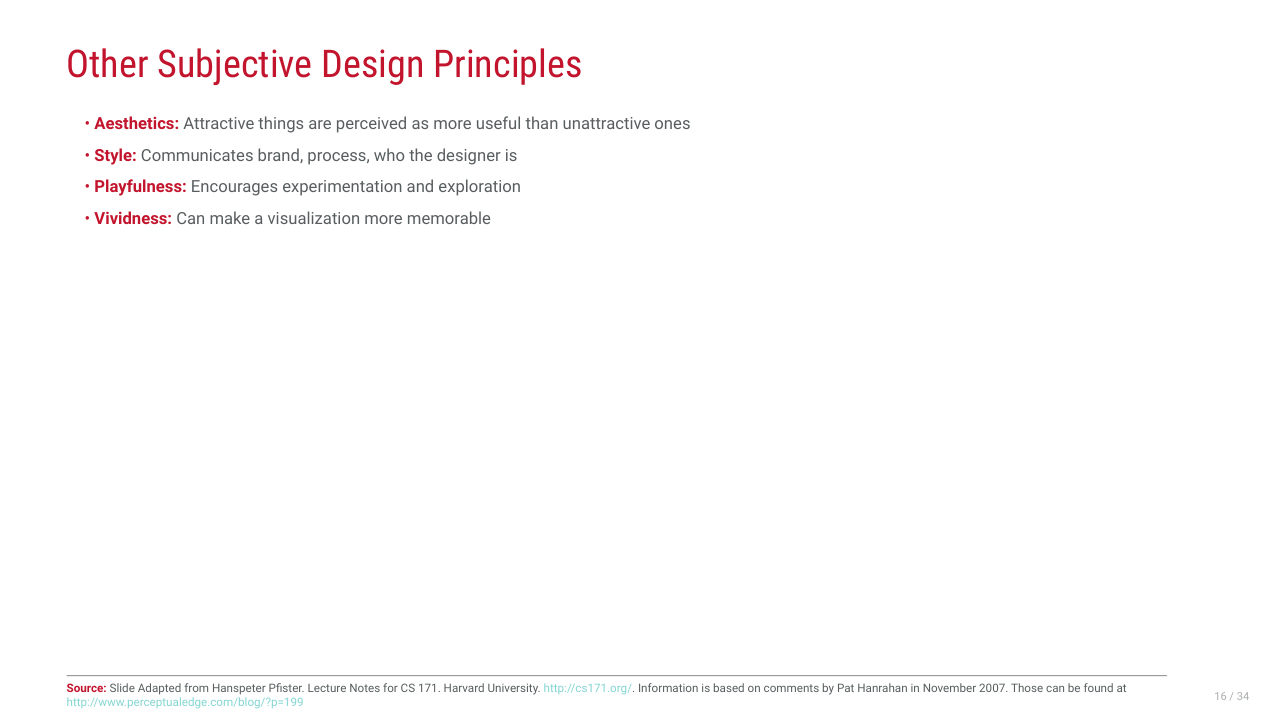 Other Subjective Design Principles
• Aesthetics: Attractive things are perceived as more useful than unattractive ones
• Style: Communicates brand, process, who the designer is
• Playfulness: Encourages experimentation and exploration
• Vividness: Can make a visualization more memorable
Source: Slide Adapted from Hanspeter Pfister. Lecture Notes for CS 171. Harvard University. http://cs171.org/. Information is based on comments by Pat Hanrahan in November 2007. Those can be found at
http://www.perceptualedge.com/blog/?p=199
16 / 34